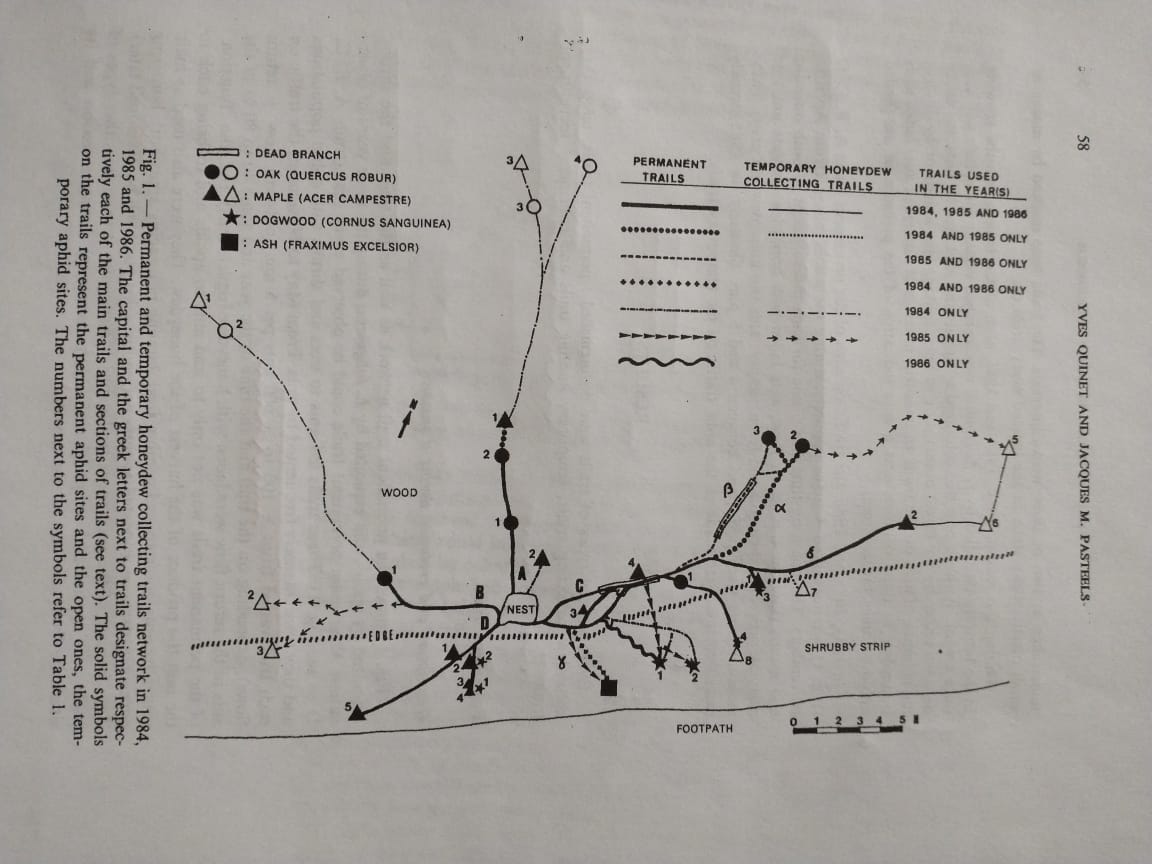 58
YVES QUINET AND JACQUES M. PASTEELS
: DEAD BRANCH
: OAK (QUERCUS ROBUR)
: MAPLE (ACER CAMPESTRE)
: DOGWOOD (CORNUS SANGUINEA)
: ASH (FRAXIMUS EXCELSIOR)
PERMANENT TRAILS
TEMPORARY HONEYDEW COLLECTING TRAILS
TRAILS USED IN THE YEAR(S)
1984, 1985 AND 1986
1984 AND 1985 ONLY
1985 AND 1986 ONLY
1984 AND 1986 ONLY
1984 ONLY
1985 ONLY
1986 ONLY
3
4
3
1
2
N
1
2
WOOD
1
3
2
β
α
5
2
6
δ
1
2
A
B
C
4
1
1
3
7
NEST
D
3
2
3
EDGE
4
8
SHRUBBY STRIP
1
2
2
3
1
4
5
γ
1
2
FOOTPATH
0 1 2 3 4 5 m
Fig. 1. — Permanent and temporary honeydew collecting trails network in 1984,
1985 and 1986. The capital and the greek letters next to trails designate respec-
tively each of the main trails and sections of trails (see text). The solid symbols
on the trails represent the permanent aphid sites and the open ones, the tem-
porary aphid sites. The numbers next to the symbols refer to Table 1.